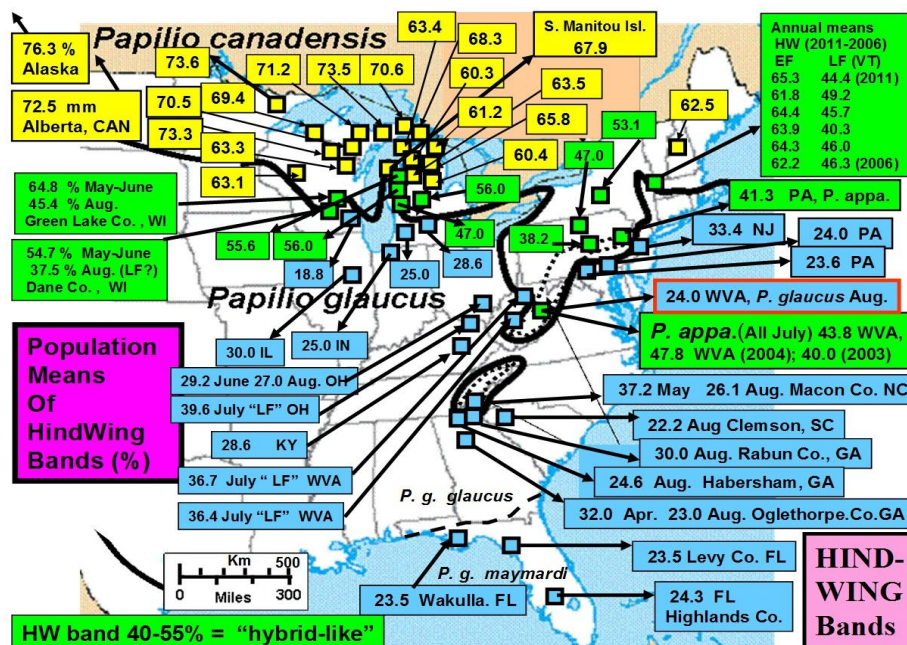 76.3 %
Alaska
Papilio canadensis
72.5 mm
Alberta, CAN
73.6
71.2
73.5
70.6
63.4
68.3
60.3
S. Manitou Isl.
67.9
63.5
61.2
65.8
60.4
70.5
69.4
73.3
63.3
63.1
62.5
53.1
47.0
Annual means
HW (2011-2006)
EF LF (VT)
65.3 44.4 (2011)
61.8 49.2
64.4 45.7
63.9 40.3
64.3 46.0
62.2 46.3 (2006)
64.8 % May-June
45.4 % Aug.
Green Lake Co. , WI
54.7 % May-June
37.5 % Aug. (LF?)
Dane Co. , WI
55.6
56.0
56.0
47.0
38.2
18.8
25.0
28.6
41.3 PA, P. appa.
33.4 NJ
24.0 PA
23.6 PA
24.0 WVA, P. glaucus Aug.
P. appa.(All July) 43.8 WVA,
47.8 WVA (2004); 40.0 (2003)
Papilio glaucus
Population
Means
Of
HindWing
Bands (%)
30.0 IL
25.0 IN
29.2 June 27.0 Aug. OH
39.6 July “LF” OH
28.6 KY
36.7 July “ LF” WVA
36.4 July “LF” WVA
37.2 May 26.1 Aug. Macon Co. NC
22.2 Aug Clemson, SC
30.0 Aug. Rabun Co., GA
24.6 Aug. Habersham, GA
32.0 Apr. 23.0 Aug. Oglethorpe.Co.GA
P. g. glaucus
P. g. maymardi
Km 500
0
Miles 300
23.5 Wakulla. FL
23.5 Levy Co. FL
24.3 FL
Highlands Co.
HIND-
WING
Bands
HW band 40-55% = “hybrid-like”